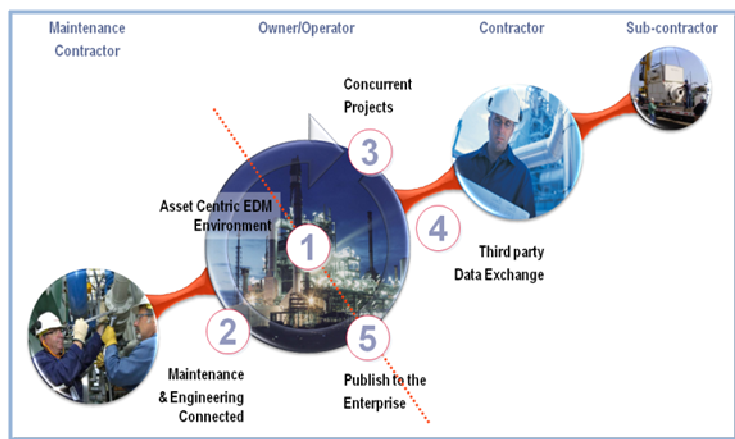 Maintenance
Contractor
Owner/Operator
Contractor
Sub-contractor
Concurrent
Projects
3
Asset Centric EDM
Environment
1
4
Third party
Data Exchange
2
5
Maintenance
& Engineering
Connected
Publish to the
Enterprise